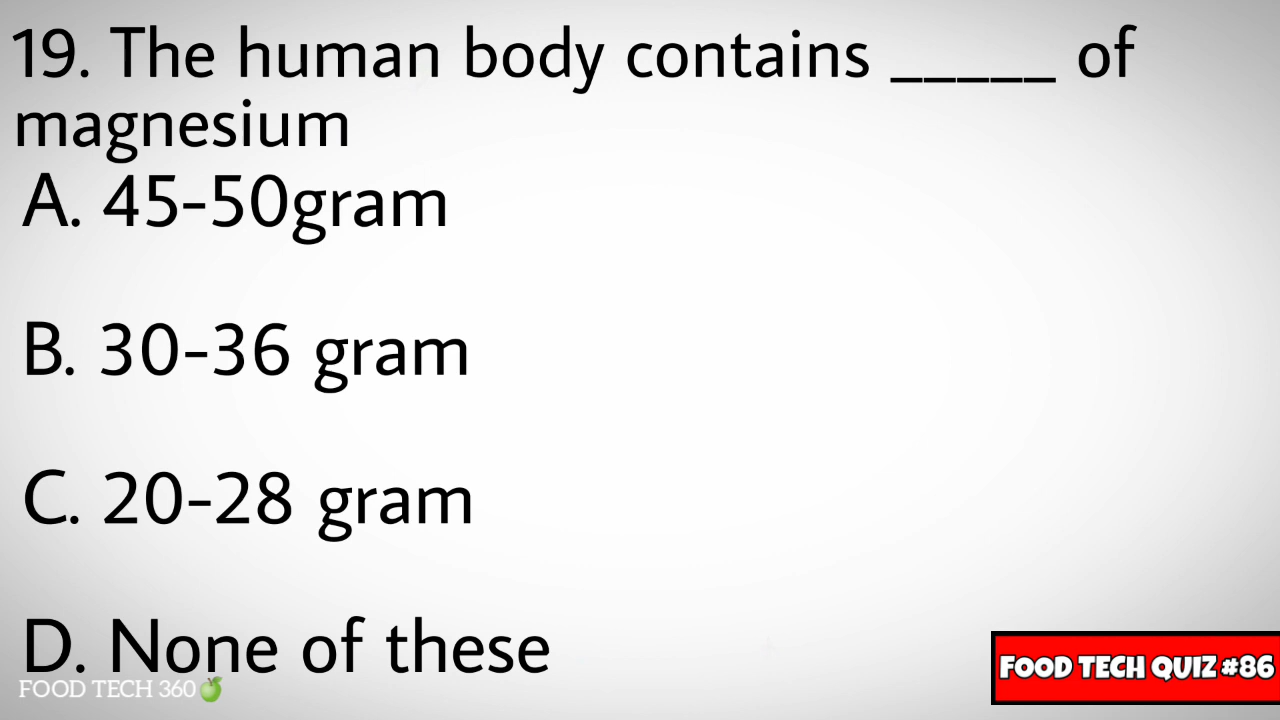 19. The human body contains _____ of
magnesium
A. 45-50gram
B. 30-36 gram
C. 20-28 gram
D. None of these
FOOD TECH 360
FOOD TECH QUIZ #86